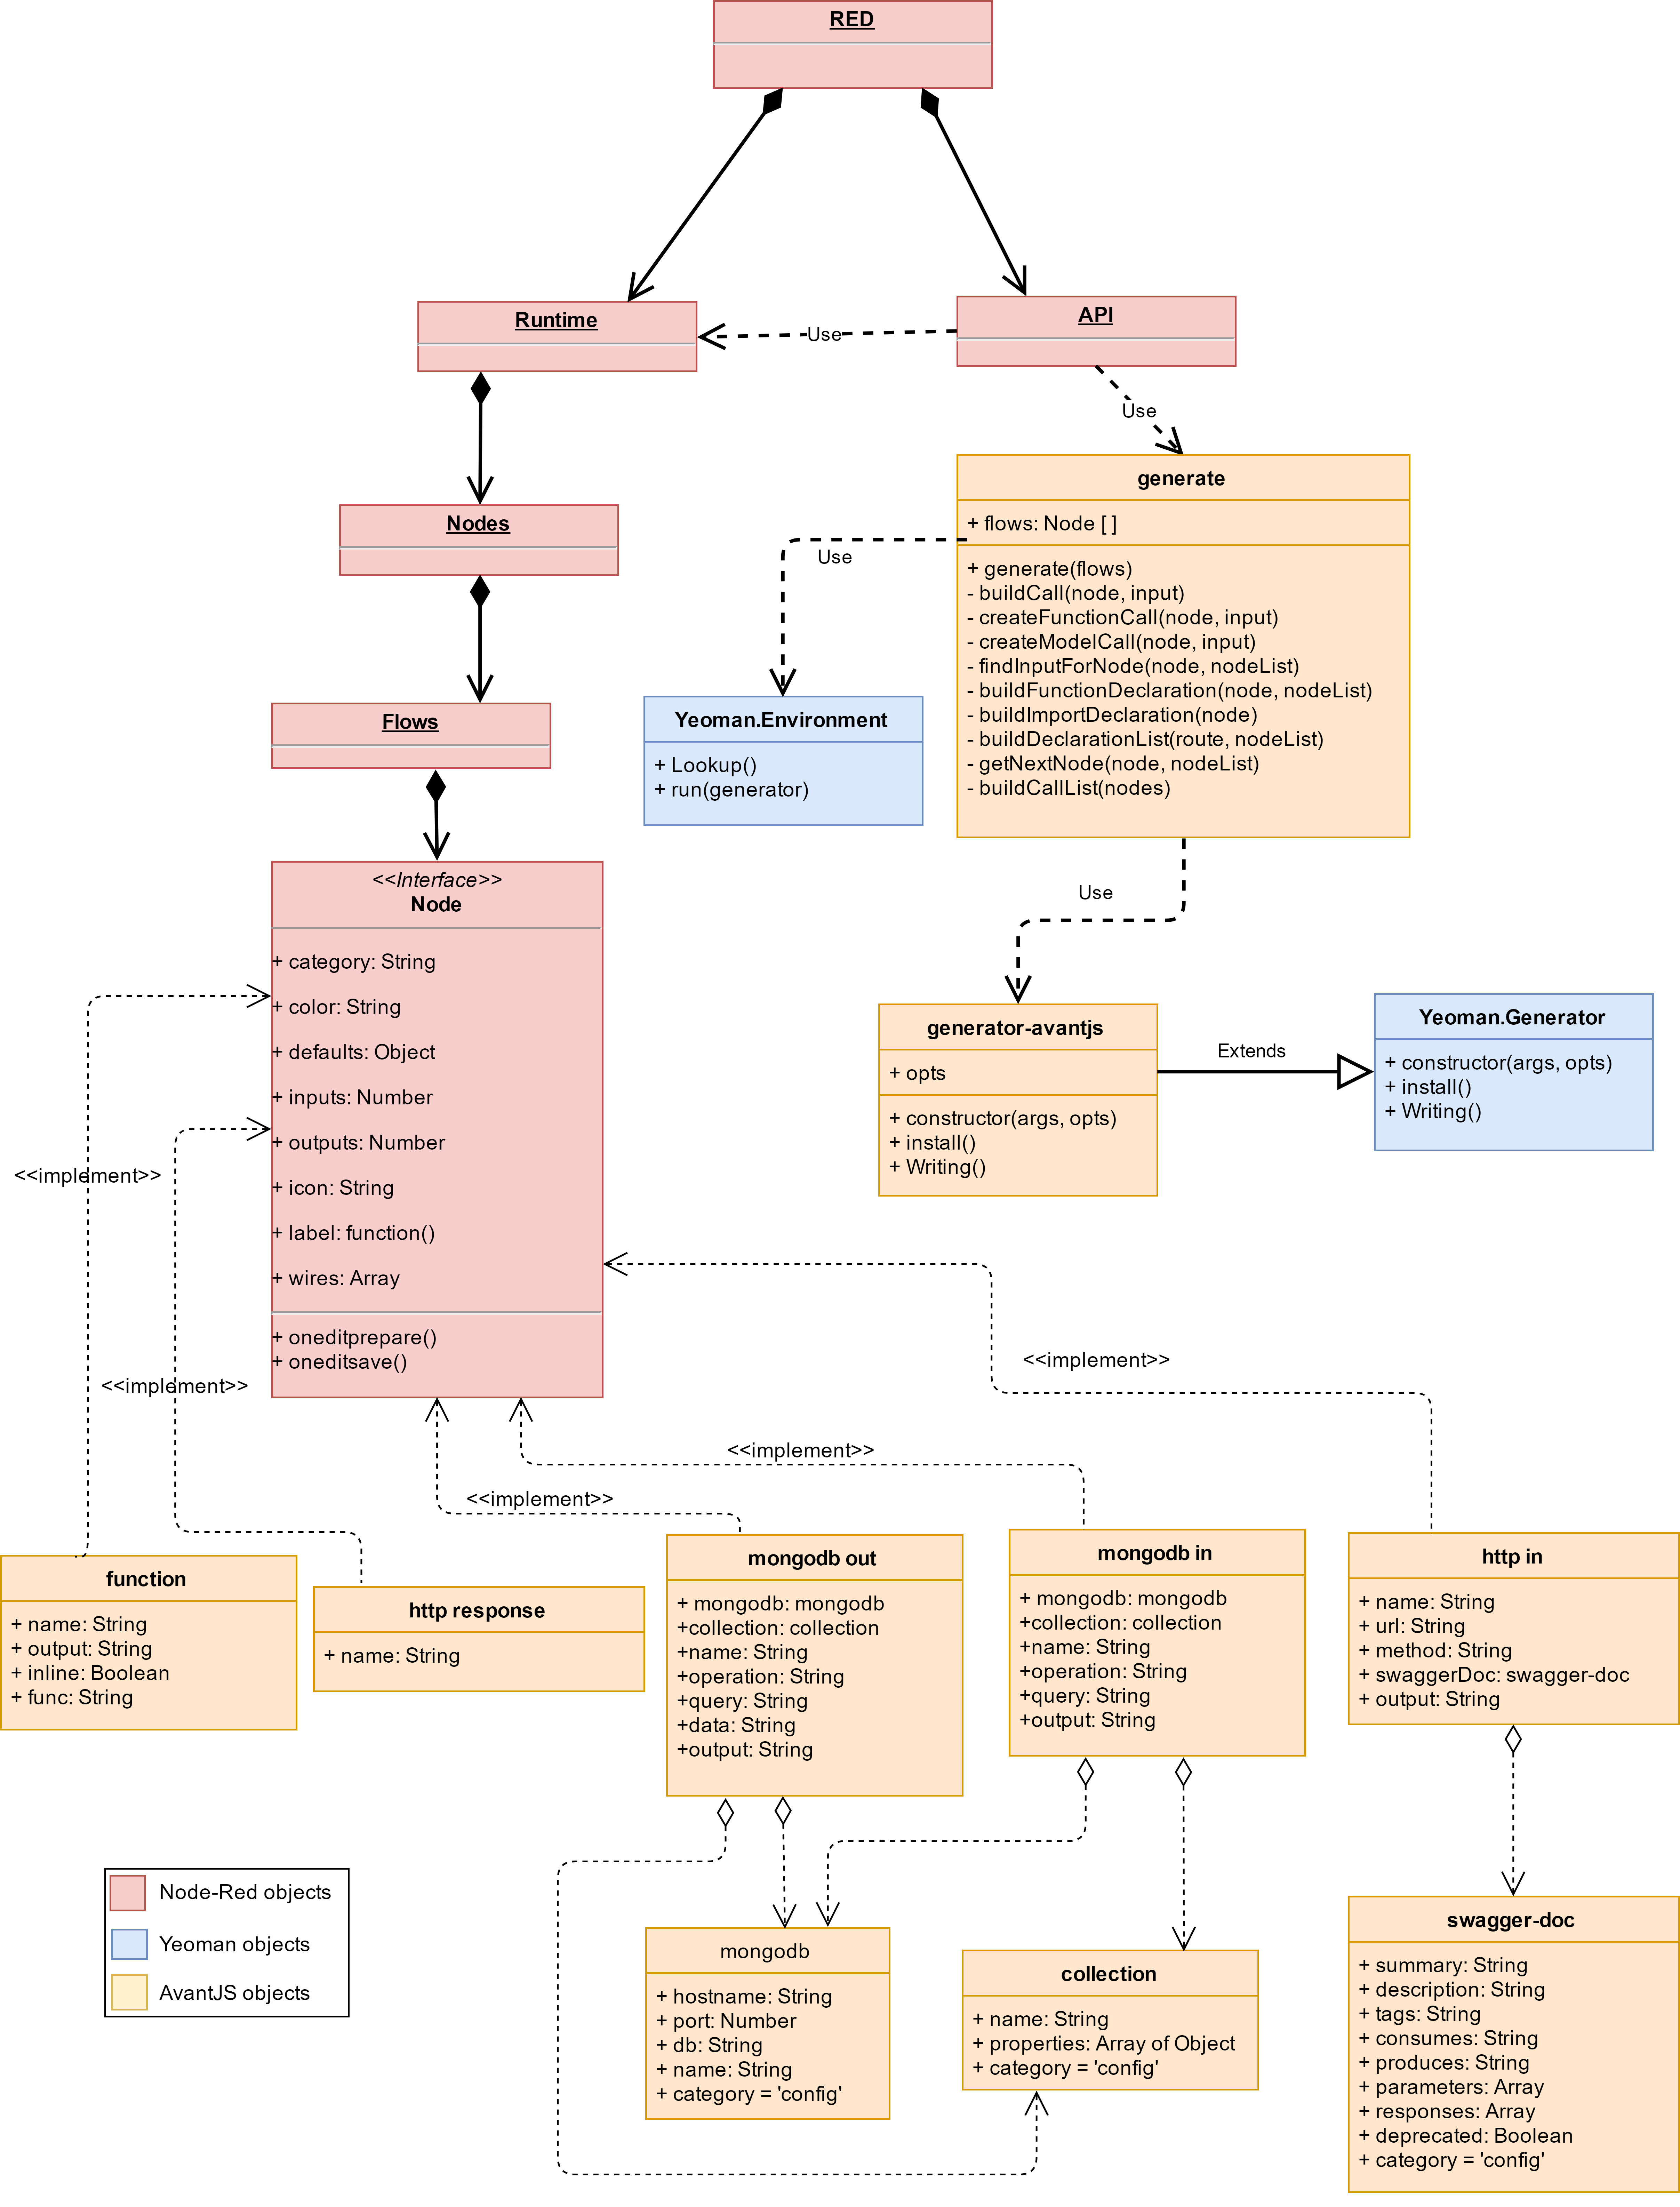 RED
Runtime
API
Use
Use
Nodes
generate
+ flows: Node [ ]
+ generate(flows)
- buildCall(node, input)
- createFunctionCall(node, input)
- createModelCall(node, input)
- findInputForNode(node, nodeList)
- buildFunctionDeclaration(node, nodeList)
- buildImportDeclaration(node)
- buildDeclarationList(route, nodeList)
- getNextNode(node, nodeList)
- buildCallList(nodes)
Use
Flows
Yeoman.Environment
+ Lookup()
+ run(generator)
<<Interface>>
Node
+ category: String
+ color: String
+ defaults: Object
+ inputs: Number
+ outputs: Number
+ icon: String
+ label: function()
+ wires: Array
+ oneditprepare()
+ oneditsave()
Use
generator-avantjs
+ opts
+ constructor(args, opts)
+ install()
+ Writing()
Extends
Yeoman.Generator
+ constructor(args, opts)
+ install()
+ Writing()
<<implement>>
<<implement>>
<<implement>>
<<implement>>
<<implement>>
function
+ name: String
+ output: String
+ inline: Boolean
+ func: String
http response
+ name: String
mongodb out
+ mongodb: mongodb
+collection: collection
+name: String
+operation: String
+query: String
+data: String
+output: String
mongodb in
+ mongodb: mongodb
+collection: collection
+name: String
+operation: String
+query: String
+output: String
http in
+ name: String
+ url: String
+ method: String
+ swaggerDoc: swagger-doc
+ output: String
Node-Red objects
Yeoman objects
AvantJS objects
mongodb
+ hostname: String
+ port: Number
+ db: String
+ name: String
+ category = 'config'
collection
+ name: String
+ properties: Array of Object
+ category = 'config'
swagger-doc
+ summary: String
+ description: String
+ tags: String
+ consumes: String
+ produces: String
+ parameters: Array
+ responses: Array
+ deprecated: Boolean
+ category = 'config'